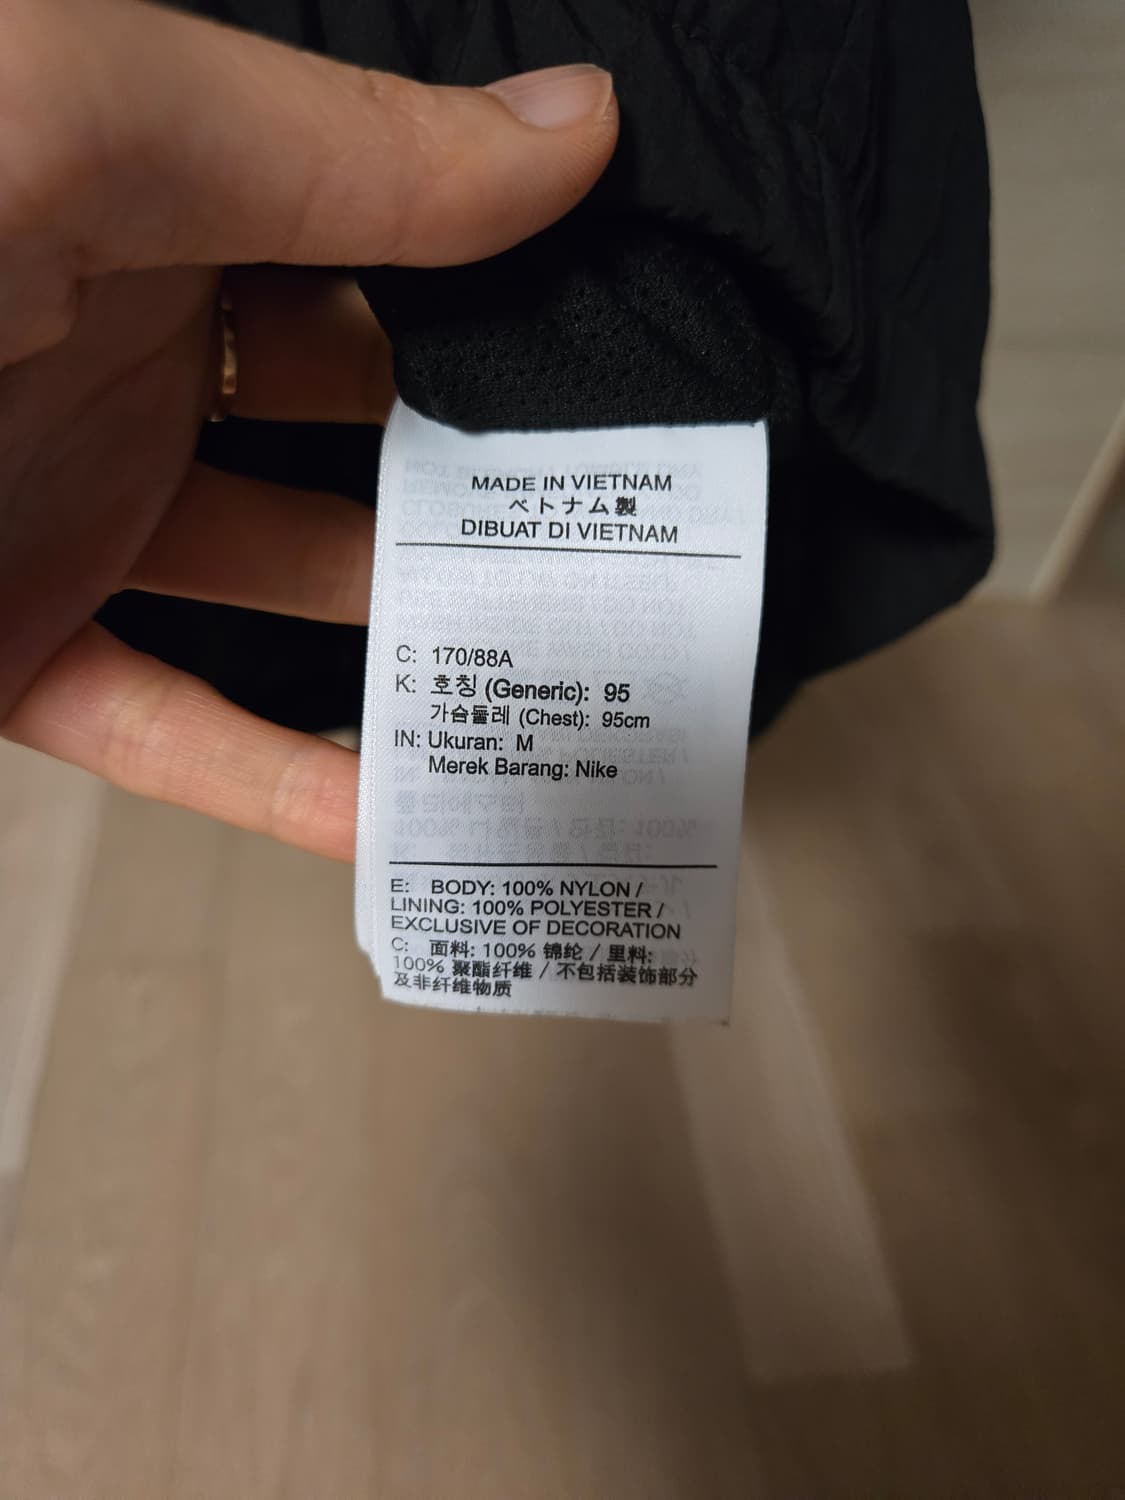 MADE IN VIETNAM
ベトナム製
DIBUAT DI VIETNAM
C: 170/88A
K: 호칭 (Generic): 95
가슴둘레 (Chest): 95cm
IN: Ukuran: M
Merek Barang: Nike
E: BODY: 100% NYLON /
LINING: 100% POLYESTER /
EXCLUSIVE OF DECORATION
C: 面料: 100% 锦纶 / 里料:
100% 聚酯纤维 / 不包括装饰部分
及非纤维物质